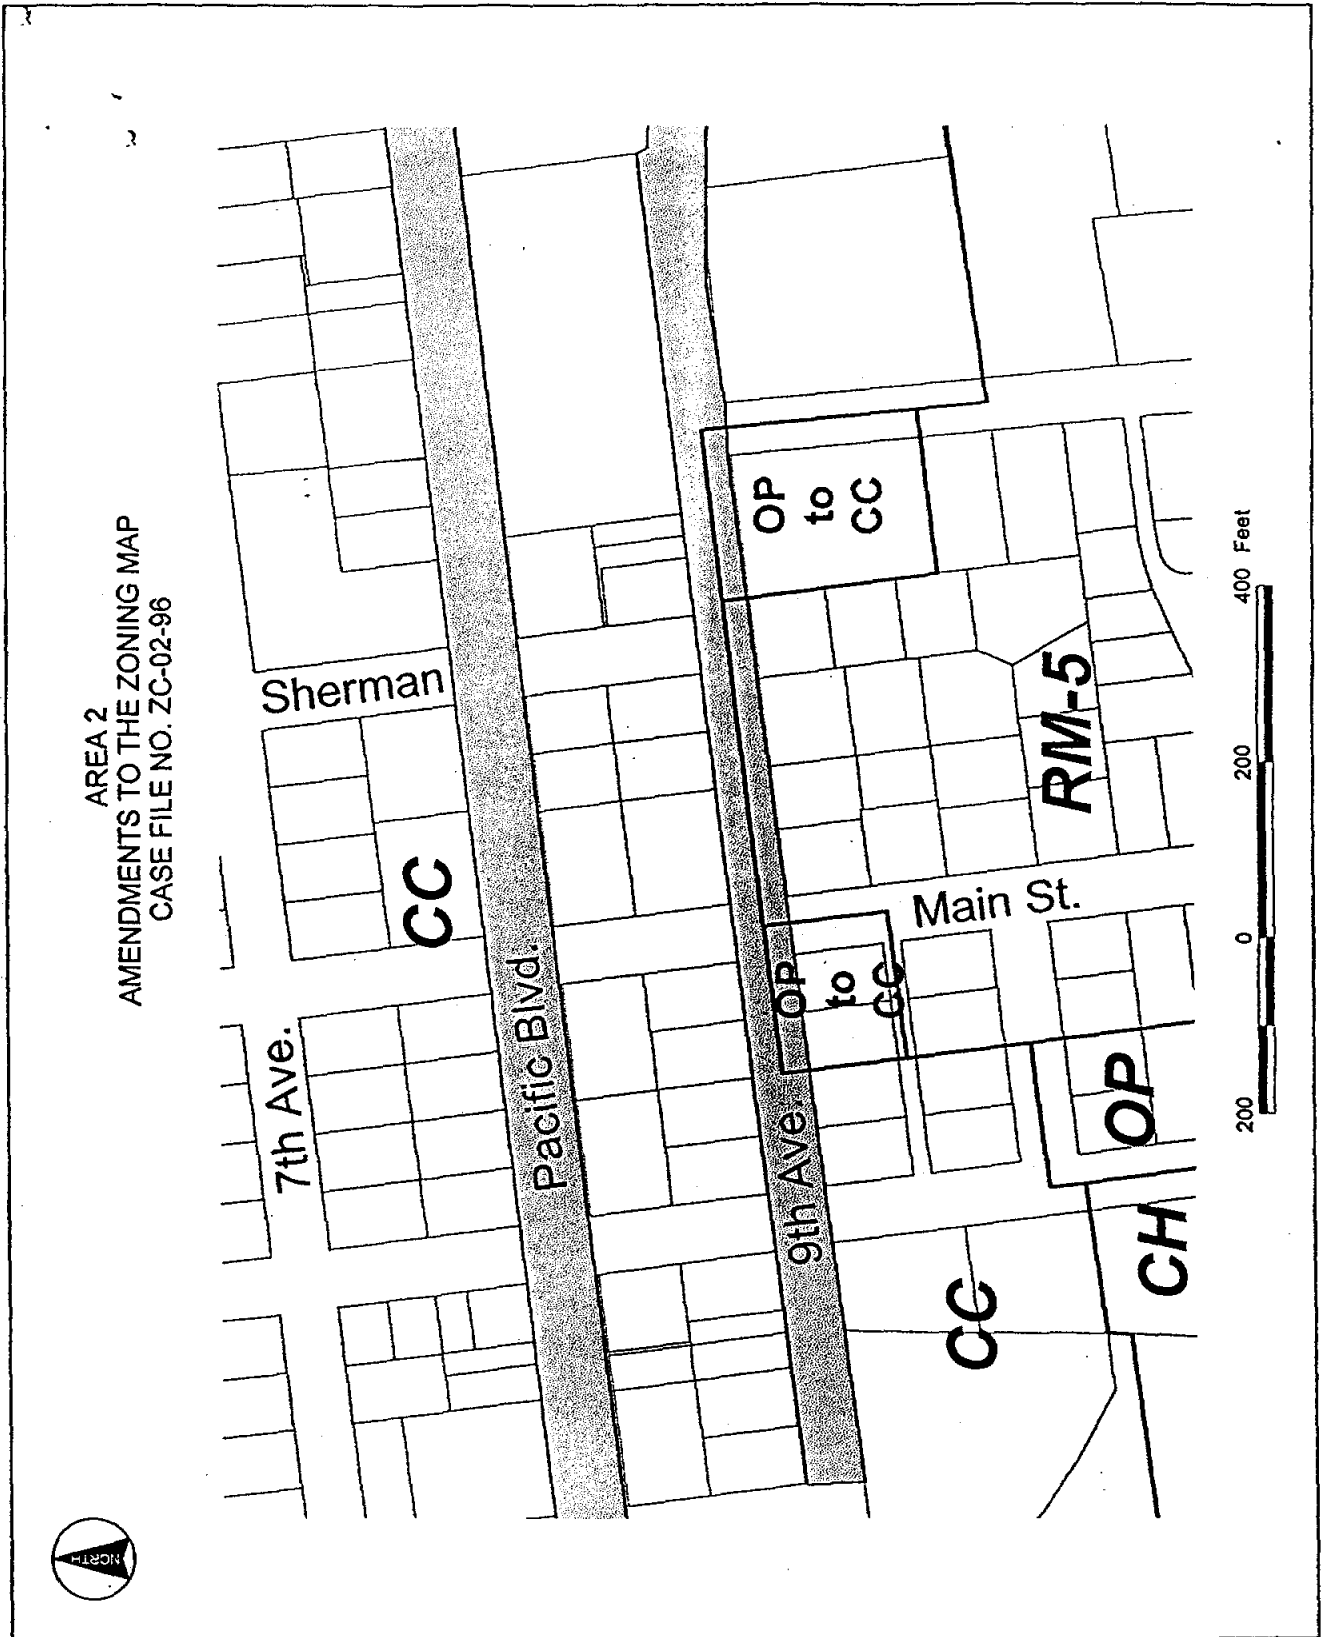 AREA 2
AMENDMENTS TO THE ZONING MAP
CASE FILE NO. ZC-02-96
NORTH
7th Ave.
Sherman
CC
Pacific Blvd.
9th Ave.
OP
to
CC
OP
to
CC
Main St.
RM-5
CC
OP
CH
200
0
200
400 Feet